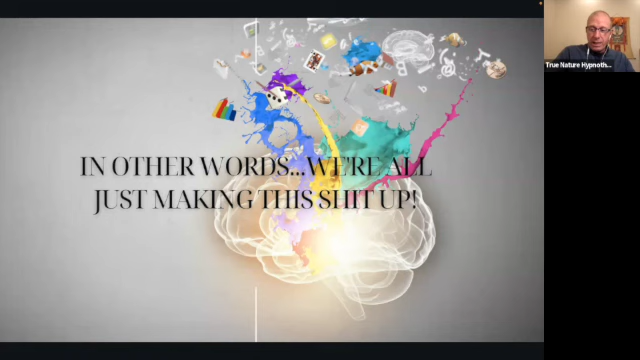 IN OTHER WORDS...WE'RE ALL
JUST MAKING THIS SHIT UP!
True Nature Hypnoth...